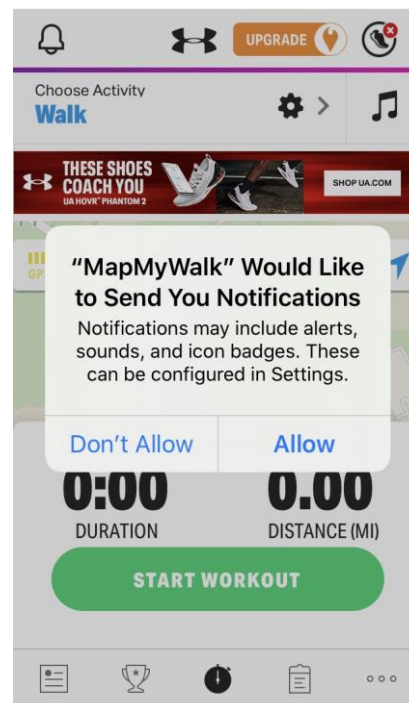 UPGRADE
Choose Activity
Walk
THESE SHOES
COACH YOU
UA HOVR™ PHANTOM 2
SHOP UA.COM
GP
“MapMyWalk” Would Like
to Send You Notifications
Notifications may include alerts,
sounds, and icon badges. These
can be configured in Settings.
Don’t Allow
Allow
0:00
0.00
DURATION
DISTANCE (MI)
START WORKOUT